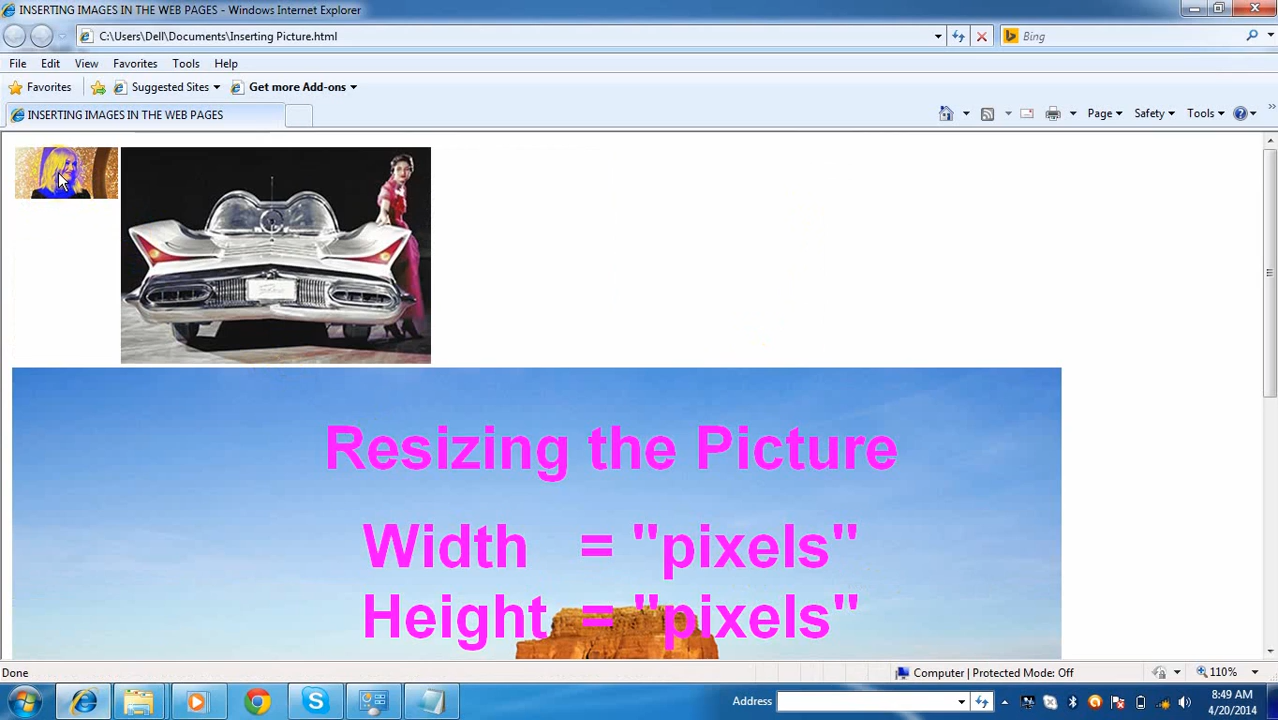 INSERTING IMAGES IN THE WEB PAGES - Windows Internet Explorer
C:\Users\Dell\Documents\Inserting Picture.html
Bing
File Edit View Favorites Tools Help
Favorites Suggested Sites Get more Add-ons
INSERTING IMAGES IN THE WEB PAGES
Page Safety Tools
Resizing the Picture
Width = "pixels"
Height = "pixels"
Done
Computer | Protected Mode: Off
110%
Address
8:49 AM
4/20/2014